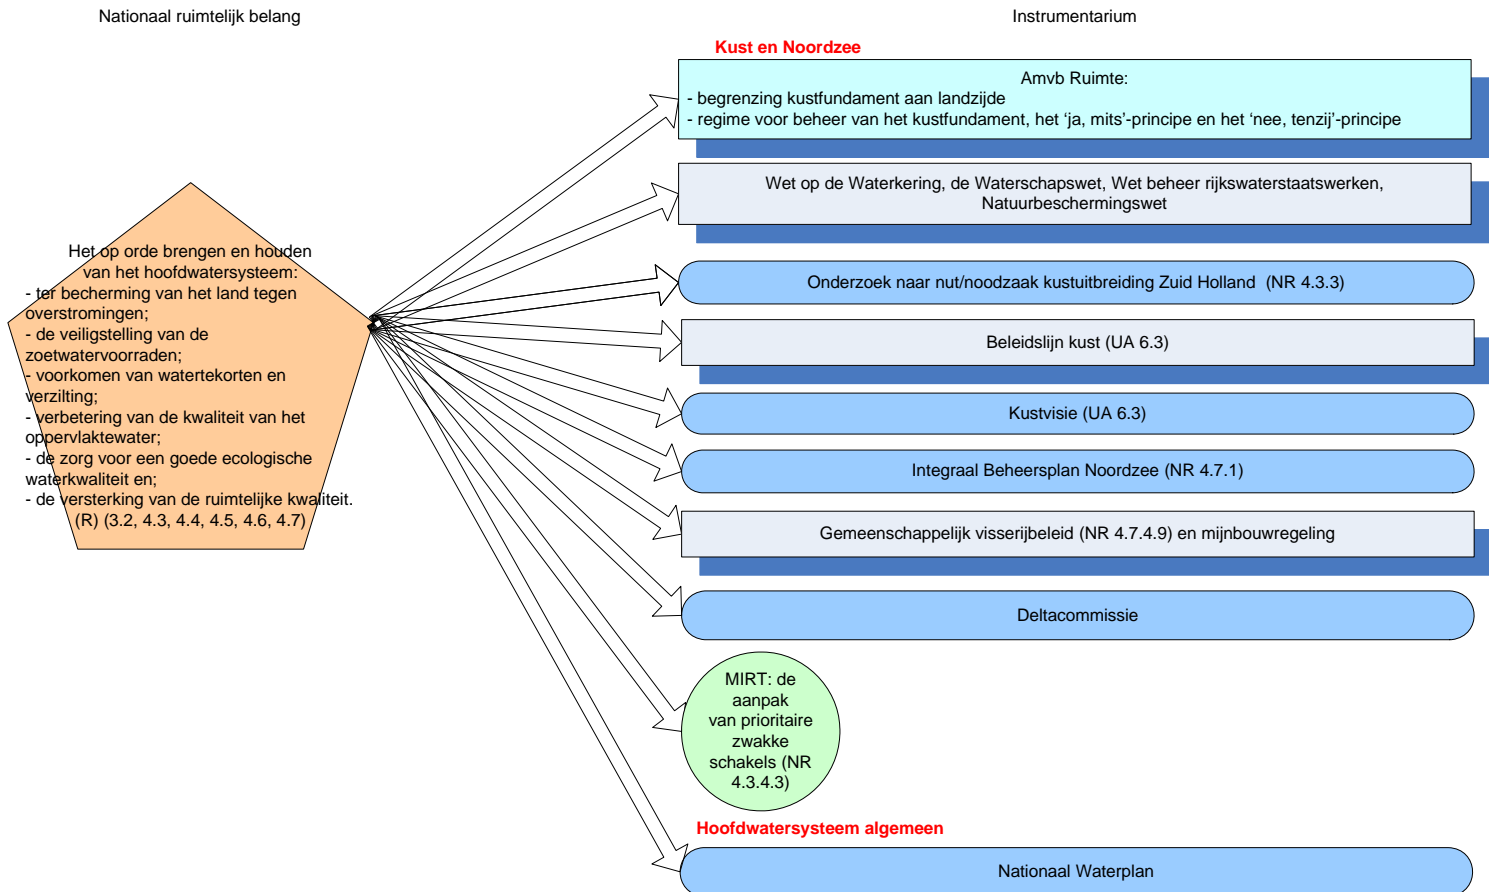 Nationaal ruimtelijk belang
Instrumentarium
Het op orde brengen en houden
van het hoofdwatersysteem:
- ter becherming van het land tegen
overstromingen;
- de veiligstelling van de
zoetwatervoorraden;
- voorkomen van watertekorten en
verzilting;
- verbetering van de kwaliteit van het
oppervlaktewater;
- de zorg voor een goede ecologische
waterkwaliteit en;
- de versterking van de ruimtelijke kwaliteit.
(R) (3.2, 4.3, 4.4, 4.5, 4.6, 4.7)
Kust en Noordzee
Amvb Ruimte:
- begrenzing kustfundament aan landzijde
- regime voor beheer van het kustfundament, het ‘ja, mits’-principe en het ‘nee, tenzij’-principe
Wet op de Waterkering, de Waterschapswet, Wet beheer rijkswaterstaatswerken,
Natuurbeschermingswet
Onderzoek naar nut/noodzaak kustuitbreiding Zuid Holland (NR 4.3.3)
Beleidslijn kust (UA 6.3)
Kustvisie (UA 6.3)
Integraal Beheersplan Noordzee (NR 4.7.1)
Gemeenschappelijk visserijbeleid (NR 4.7.4.9) en mijnbouwregeling
Deltacommissie
MIRT: de
aanpak
van prioritaire
zwakke
schakels (NR
4.3.4.3)
Hoofdwatersysteem algemeen
Nationaal Waterplan